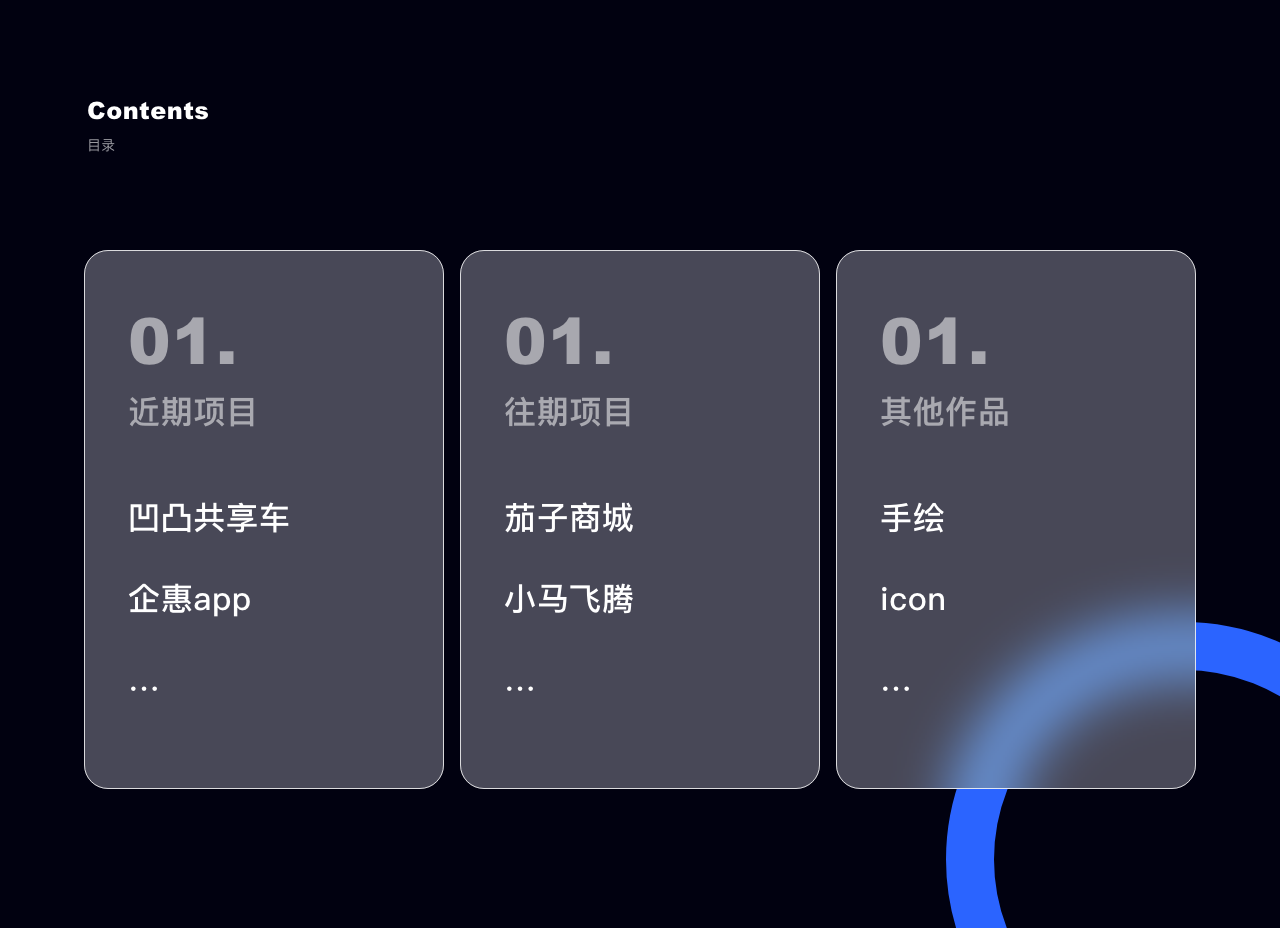 Contents
目录
01.
近期项目
凹凸共享车
企惠app
...
01.
往期项目
茄子商城
小马飞腾
...
01.
其他作品
手绘
icon
...